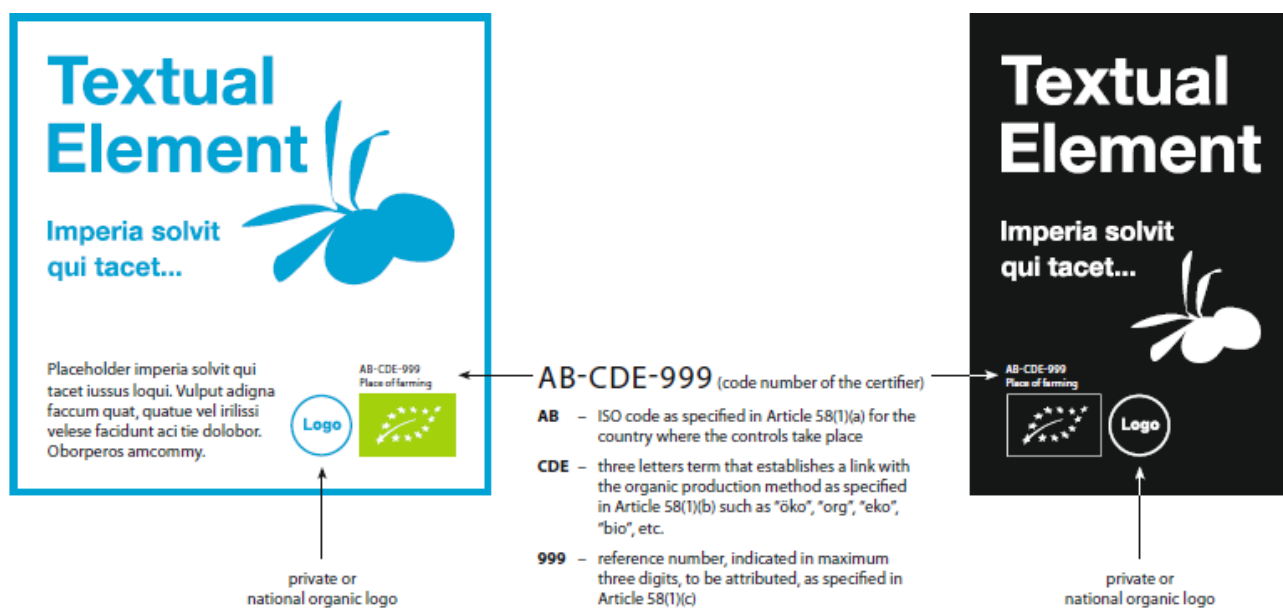 Textual
Element
Imperia solvit
qui tacet...
Placeholder imperia solvit qui
tacet iussus loqui. Vulput adigna
faccum quat, quatue vel irilissi
velese facidunt aci tie dolobor.
Oborperos amcommy.
AB-CDE-999
Place of farming
Logo
private or
national organic logo
AB-CDE-999 (code number of the certifier)
AB – ISO code as specified in Article 58(1)(a) for the
country where the controls take place
CDE – three letters term that establishes a link with
the organic production method as specified
in Article 58(1)(b) such as "öko", "org", "eko",
"bio", etc.
999 – reference number, indicated in maximum
three digits, to be attributed, as specified in
Article 58(1)(c)
Textual
Element
Imperia solvit
qui tacet...
AB-CDE-999
Place of farming
Logo
private or
national organic logo